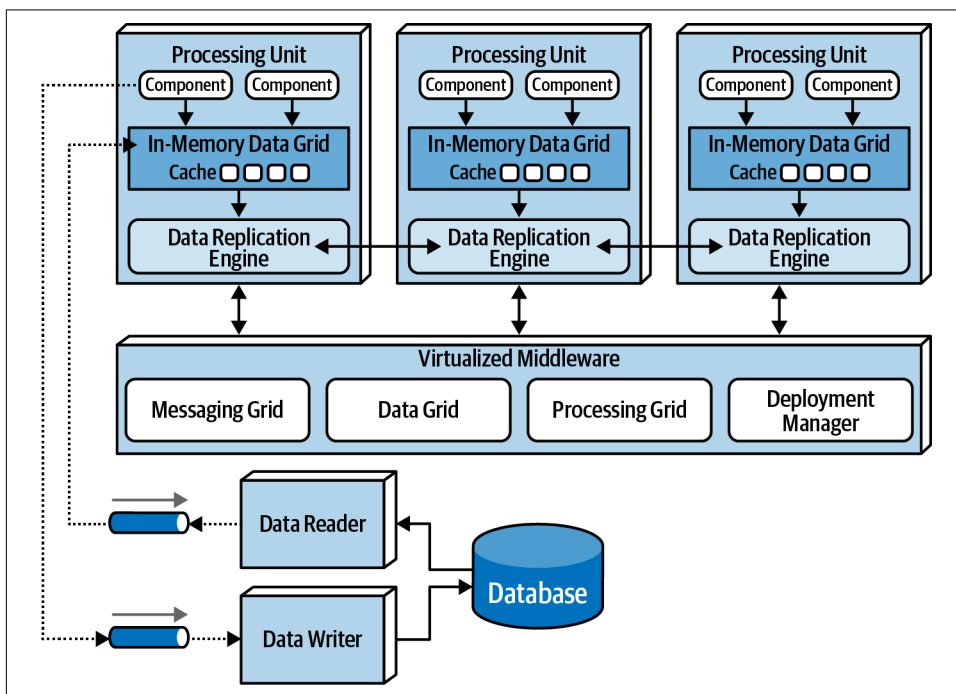 Processing Unit
Component Component
In-Memory Data Grid
Cache
Data Replication
Engine
Processing Unit
Component Component
In-Memory Data Grid
Cache
Data Replication
Engine
Processing Unit
Component Component
In-Memory Data Grid
Cache
Data Replication
Engine
Virtualized Middleware
Messaging Grid
Data Grid
Processing Grid
Deployment
Manager
Data Reader
Database
Data Writer